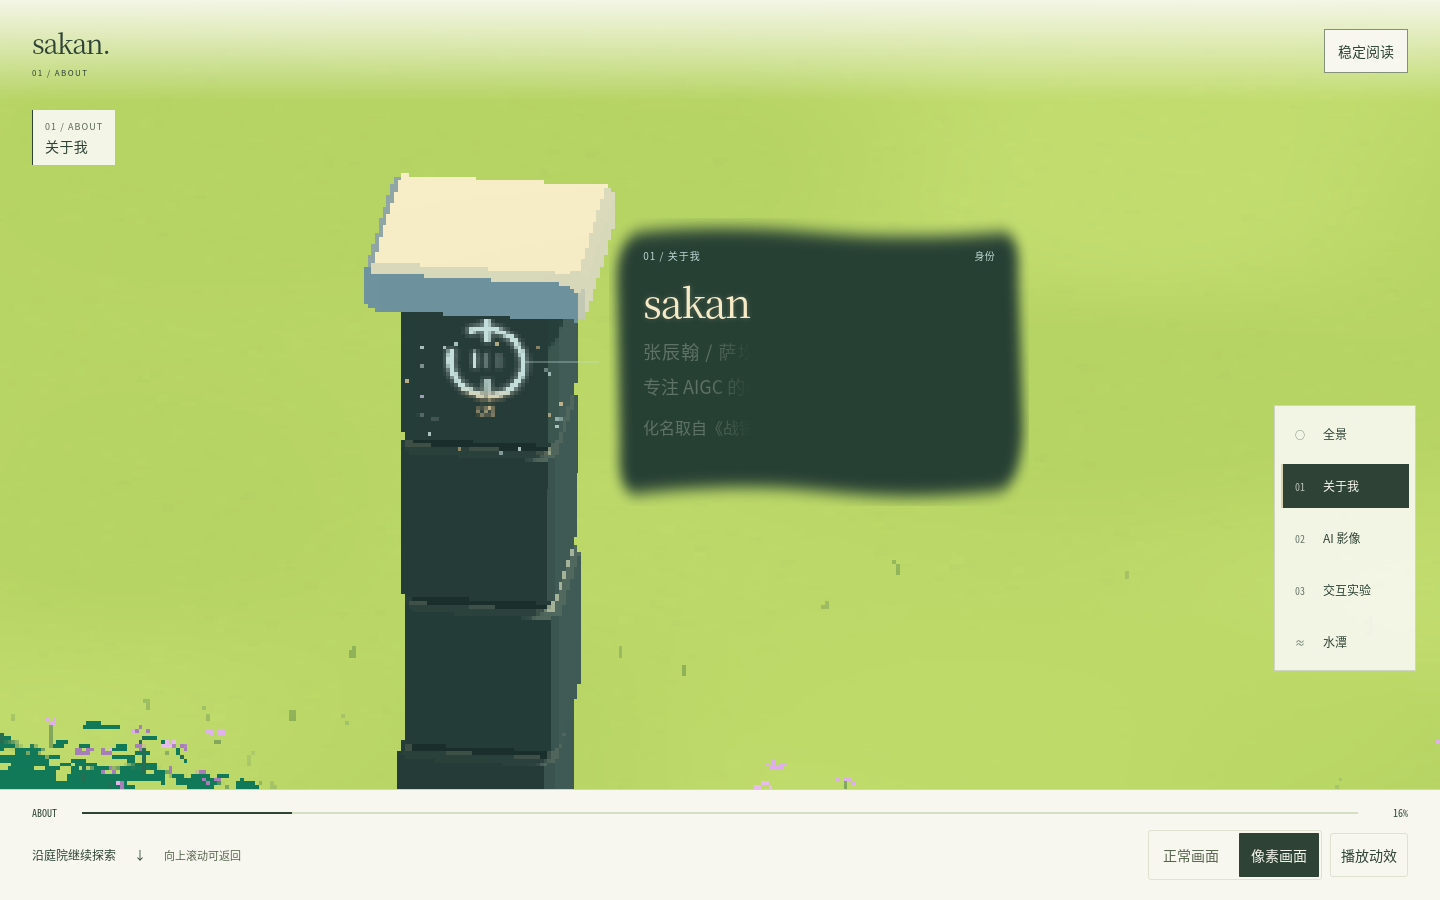 sakan.
01 / ABOUT
稳定阅读
01 / ABOUT
关于我
01 / 关于我
身份
sakan
张辰翰 / 萨
专注 AIGC 的
化名取自《战
全景
01 关于我
02 AI 影像
03 交互实验
≈ 水潭
ABOUT
16%
沿庭院继续探索 ↓ 向上滚动可返回
正常画面
像素画面
播放动效